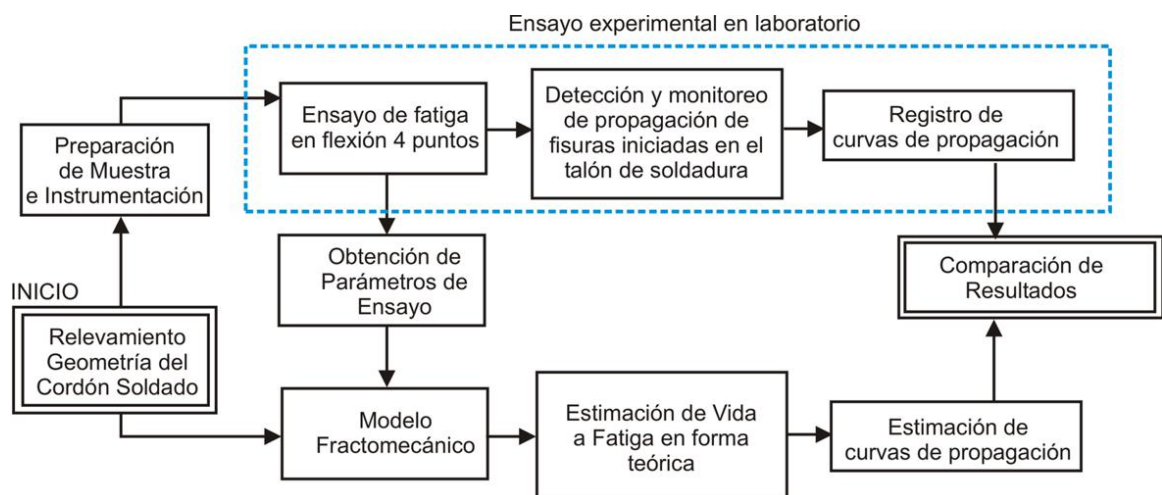 Ensayo experimental en laboratorio
Ensayo de fatiga
en flexión 4 puntos
Detección y monitoreo
de propagación de
fisuras iniciadas en el
talón de soldadura
Registro de
curvas de propagación
Preparación
de Muestra
e Instrumentación
Obtención de
Parámetros de
Ensayo
Comparación de
Resultados
INICIO
Relevamiento
Geometría del
Cordón Soldado
Modelo
Fractomecánico
Estimación de Vida
a Fatiga en forma
teórica
Estimación de
curvas de propagación